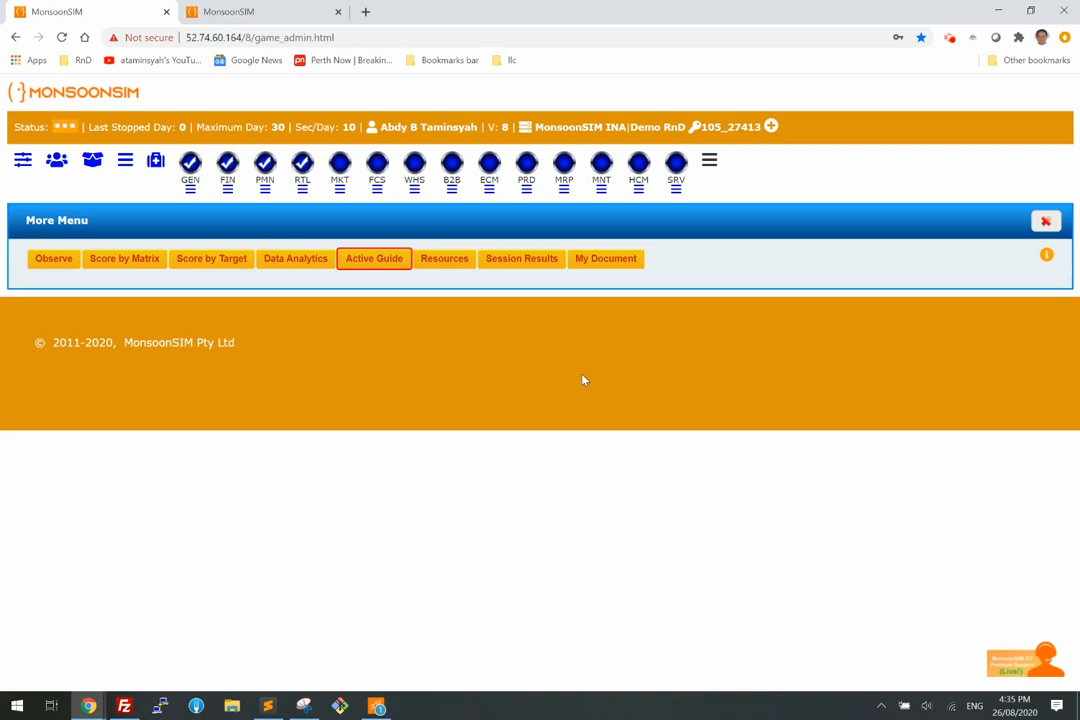 MonsoonSIM
MonsoonSIM
Not secure | 52.74.60.164/8/game_admin.html
Apps RnD ataminsyah's YouTu... Google News Perth Now | Breakin... Bookmarks bar llc Other bookmarks
MONSOONSIM
Status: | Last Stopped Day: 0 | Maximum Day: 30 | Sec/Day: 10 | Abdy B Taminsyah | V: 8 | MonsoonSIM INA|Demo RnD 105_27413
GEN FIN PMN RTL MKT FCS WHS B2B ECM PRD MRP MNT HCM SRV
More Menu
Observe Score by Matrix Score by Target Data Analytics Active Guide Resources Session Results My Document
© 2011-2020, MonsoonSIM Pty Ltd
MonsoonSIM
Premium Support
(Live!)
ENG
4:35 PM
26/08/2020